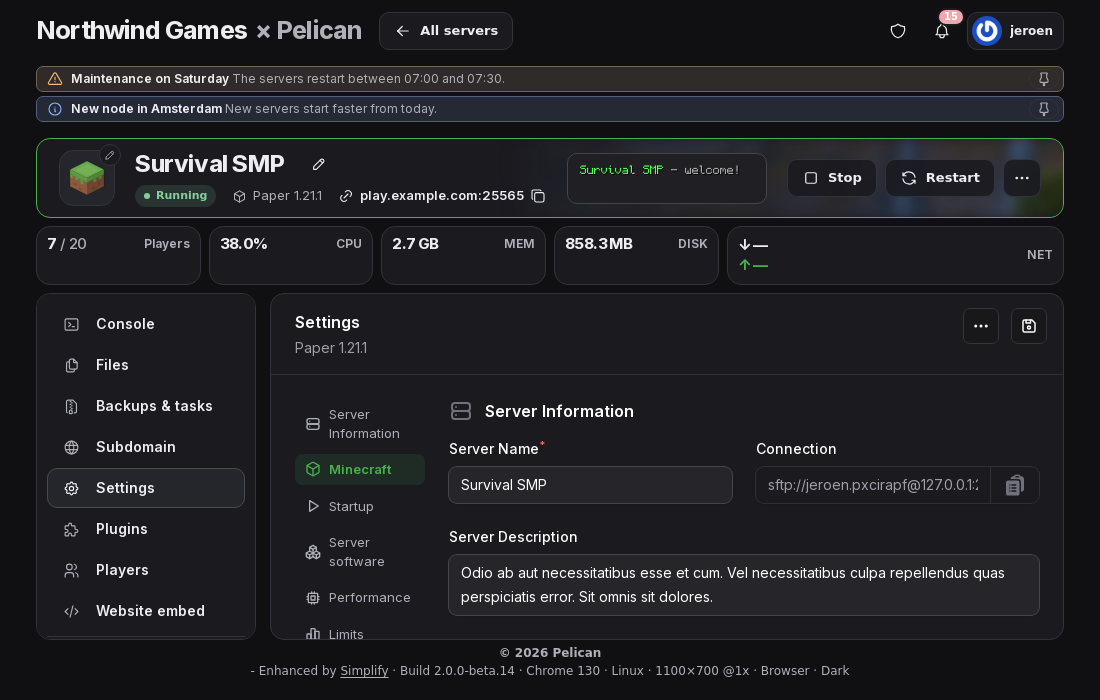 Northwind Games × Pelican
All servers
15
jeroen
Maintenance on Saturday The servers restart between 07:00 and 07:30.
New node in Amsterdam New servers start faster from today.
Survival SMP
Running
Paper 1.21.1
play.example.com:25565
Survival SMP – welcome!
Stop
Restart
7 / 20 Players
38.0% CPU
2.7 GB MEM
858.3 MB DISK
↓—
↑—
NET
Console
Files
Backups & tasks
Subdomain
Settings
Plugins
Players
Website embed
Settings
Paper 1.21.1
Server
Information
Minecraft
Startup
Server
software
Performance
Limits
Server Information
Server Name*
Survival SMP
Connection
sftp://jeroen.pxcirapf@127.0.0.1:2
Server Description
Odio ab aut necessitatibus esse et cum. Vel necessitatibus culpa repellendus quas
perspiciatis error. Sit omnis sit dolores.
© 2026 Pelican
- Enhanced by Simplify · Build 2.0.0-beta.14 · Chrome 130 · Linux · 1100×700 @1x · Browser · Dark